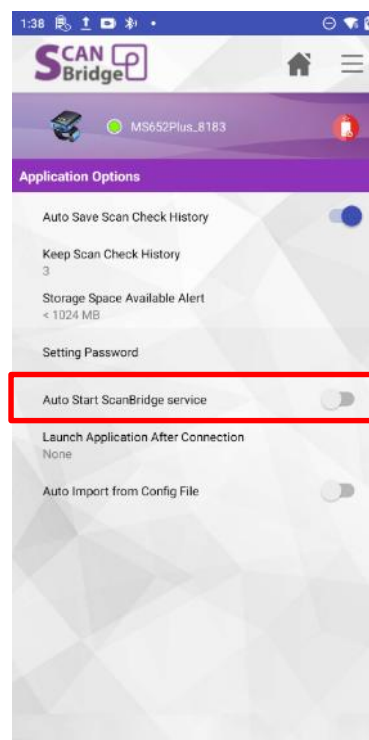 1:38
SCAN
Bridge
MS652Plus_8183
Application Options
Auto Save Scan Check History
Keep Scan Check History
3
Storage Space Available Alert
< 1024 MB
Setting Password
Auto Start ScanBridge service
Launch Application After Connection
None
Auto Import from Config File